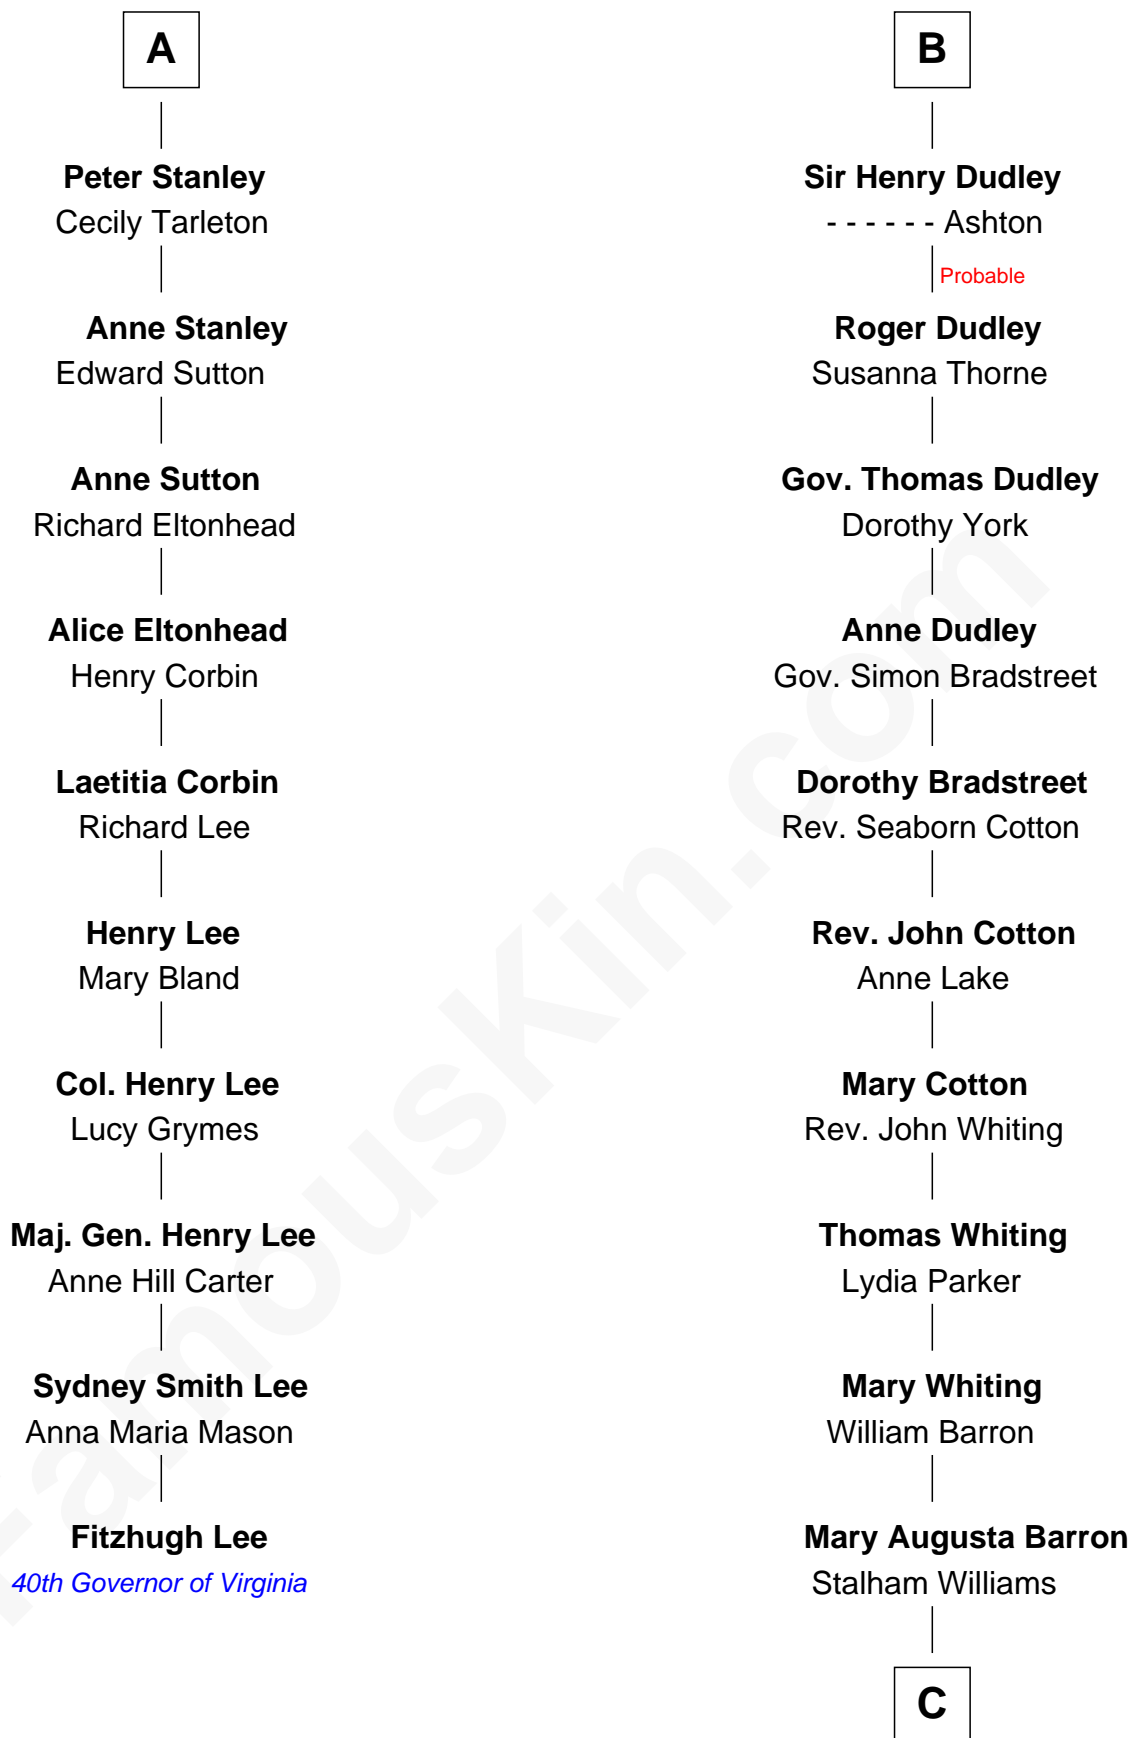 A
Peter Stanley
Cecily Tarleton
Anne Stanley
Edward Sutton
Anne Sutton
Richard Eltonhead
Alice Eltonhead
Henry Corbin
Laetitia Corbin
Richard Lee
Henry Lee
Mary Bland
Col. Henry Lee
Lucy Grymes
Maj. Gen. Henry Lee
Anne Hill Carter
Sydney Smith Lee
Anna Maria Mason
Fitzhugh Lee
40th Governor of Virginia
B
Sir Henry Dudley
- - - - - - Ashton
Probable
Roger Dudley
Susanna Thorne
Gov. Thomas Dudley
Dorothy York
Anne Dudley
Gov. Simon Bradstreet
Dorothy Bradstreet
Rev. Seaborn Cotton
Rev. John Cotton
Anne Lake
Mary Cotton
Rev. John Whiting
Thomas Whiting
Lydia Parker
Mary Whiting
William Barron
Mary Augusta Barron
Stalham Williams
C
FamousKin.com